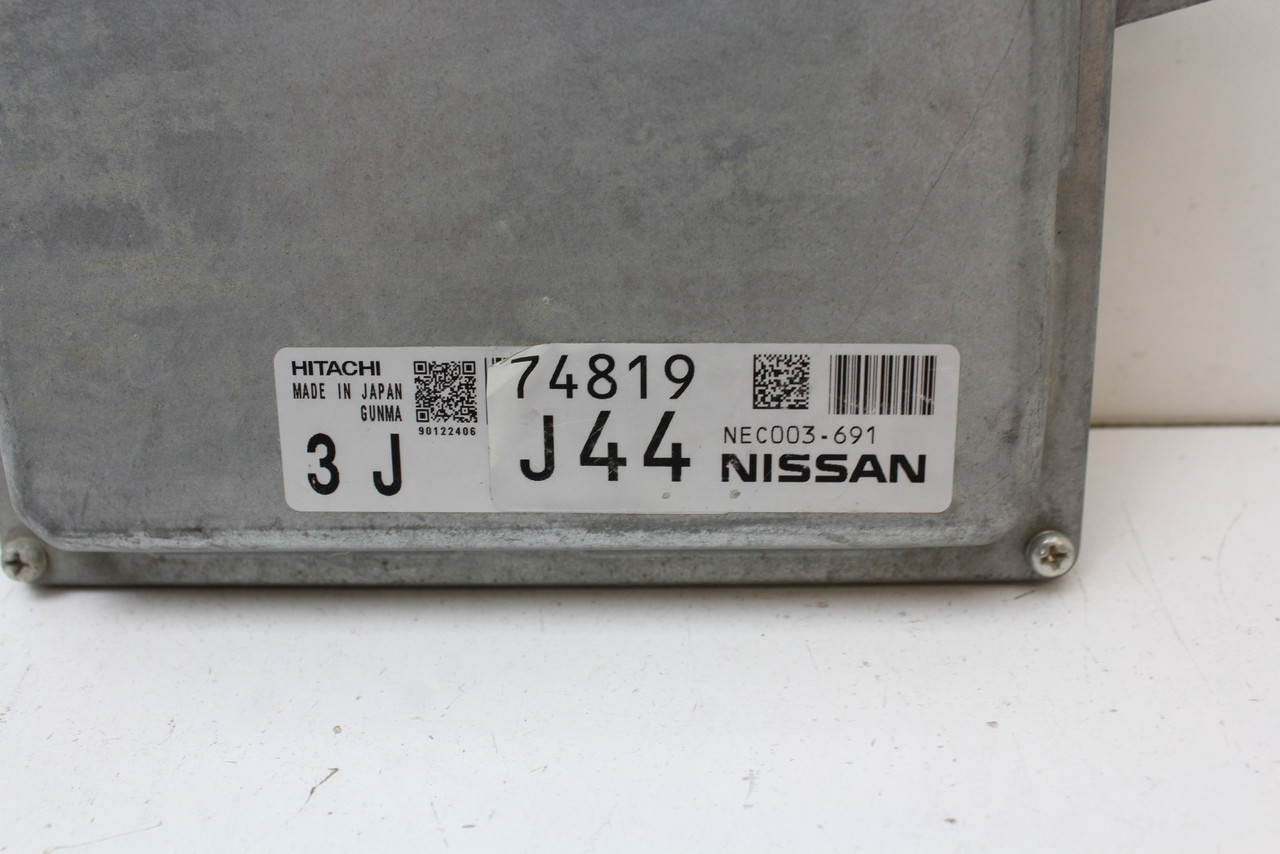 HITACHI
MADE IN JAPAN
GUNMA
90122406
3 J
74819
J44
NEC003-691
NISSAN